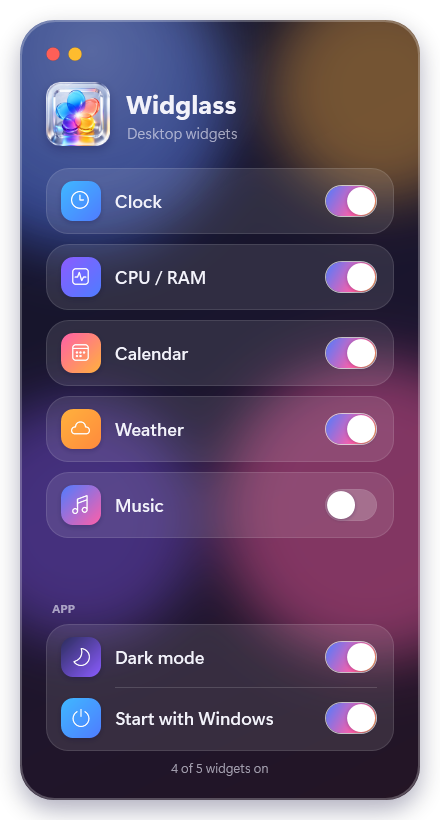 Widglass
Desktop widgets
Clock
CPU / RAM
Calendar
Weather
Music
APP
Dark mode
Start with Windows
4 of 5 widgets on